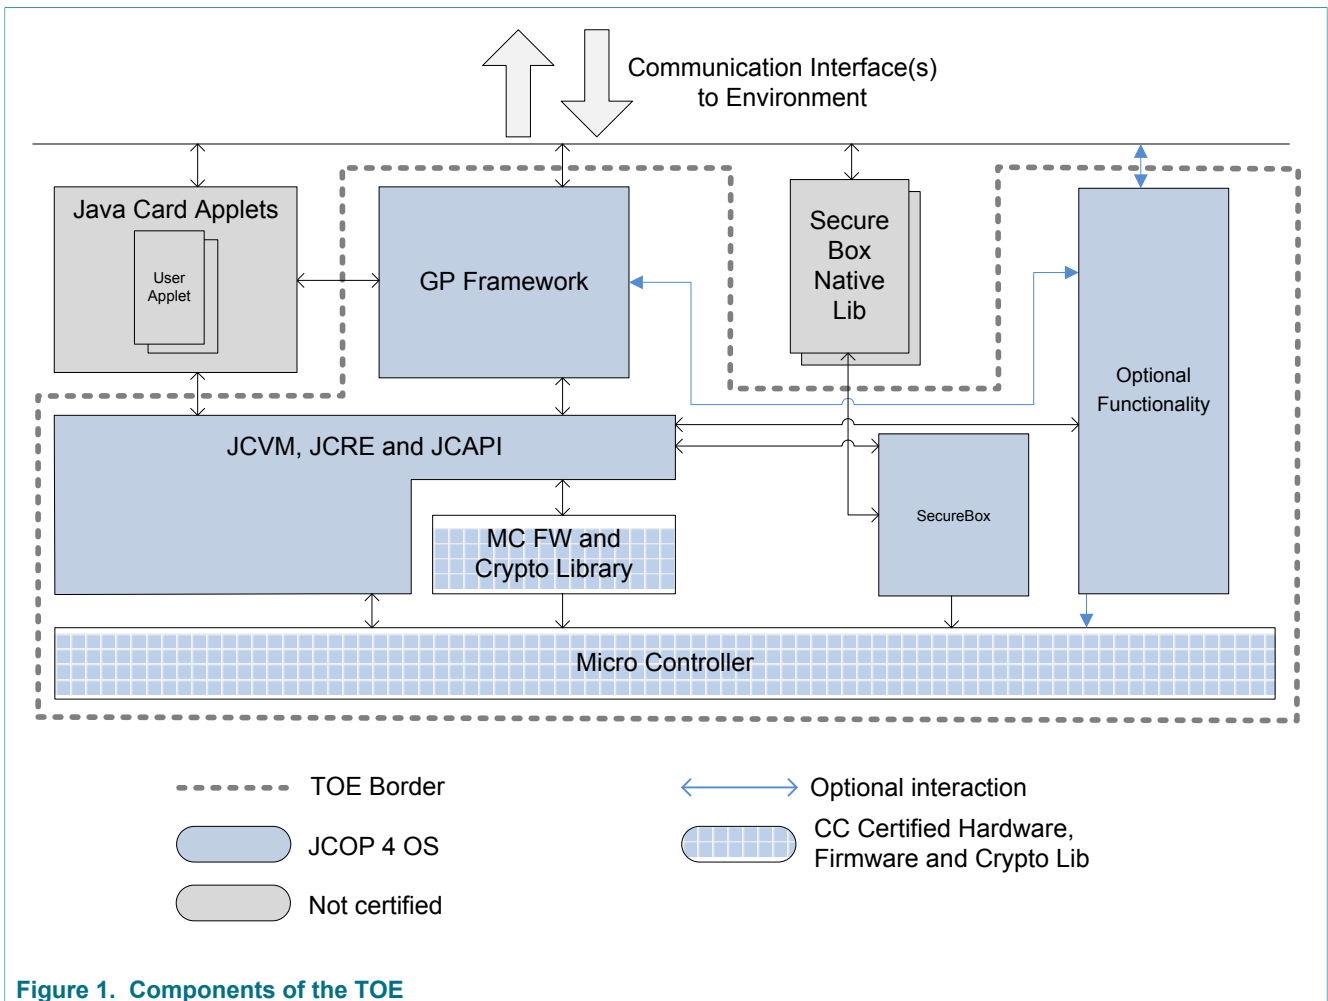 Communication Interface(s)
to Environment
Java Card Applets
User
Applet
GP Framework
Secure
Box
Native
Lib
Optional
Functionality
JCVM, JCRE and JCAPI
SecureBox
MC FW and
Crypto Library
Micro Controller
TOE Border
Optional interaction
JCOP 4 OS
CC Certified Hardware,
Firmware and Crypto Lib
Not certified
Figure 1. Components of the TOE